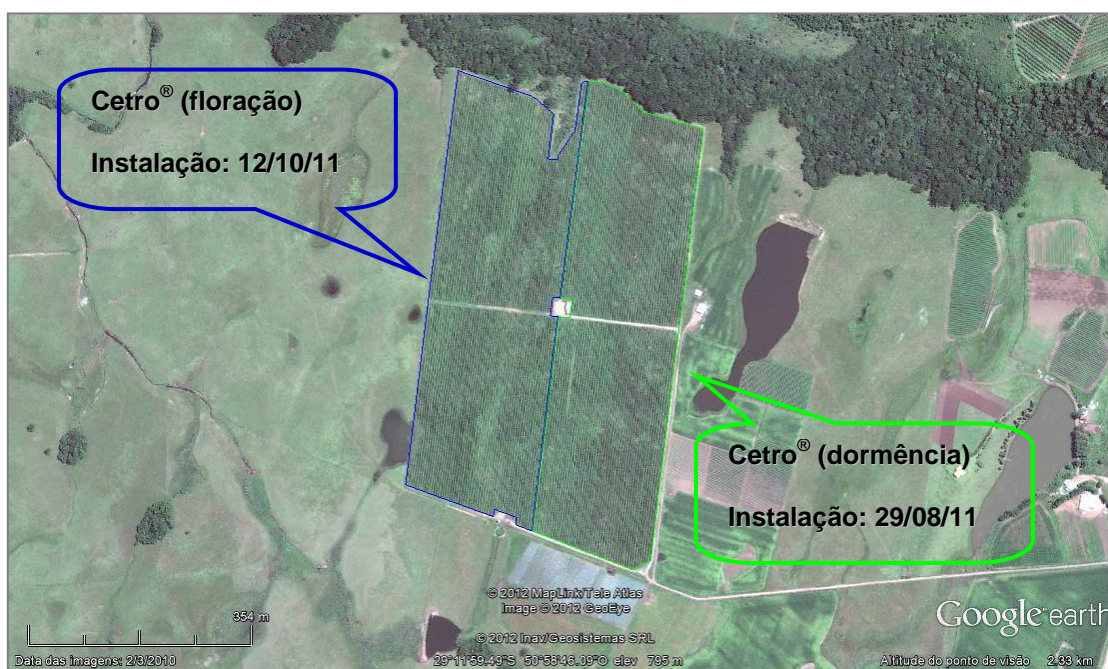 Cetro® (floração)
Instalação: 12/10/11
Cetro® (dormência)
Instalação: 29/08/11
354 m
© 2012 MapLink/Tele Atlas
Image © 2012 GeoEye
© 2012 Inav/Geosistemas SRL
Google earth
Data das imagens: 2/3/2010
29°11'59.49"S 50°58'46.09"O elev 795 m
Altitude do ponto de visão 2.33 km